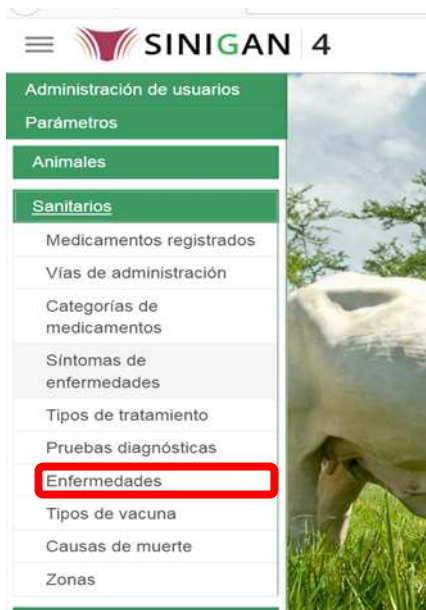 SINIGAN 4
Administración de usuarios
Parámetros
Animales
Sanitarios
Medicamentos registrados
Vías de administración
Categorías de
medicamentos
Síntomas de
enfermedades
Tipos de tratamiento
Pruebas diagnósticas
Enfermedades
Tipos de vacuna
Causas de muerte
Zonas